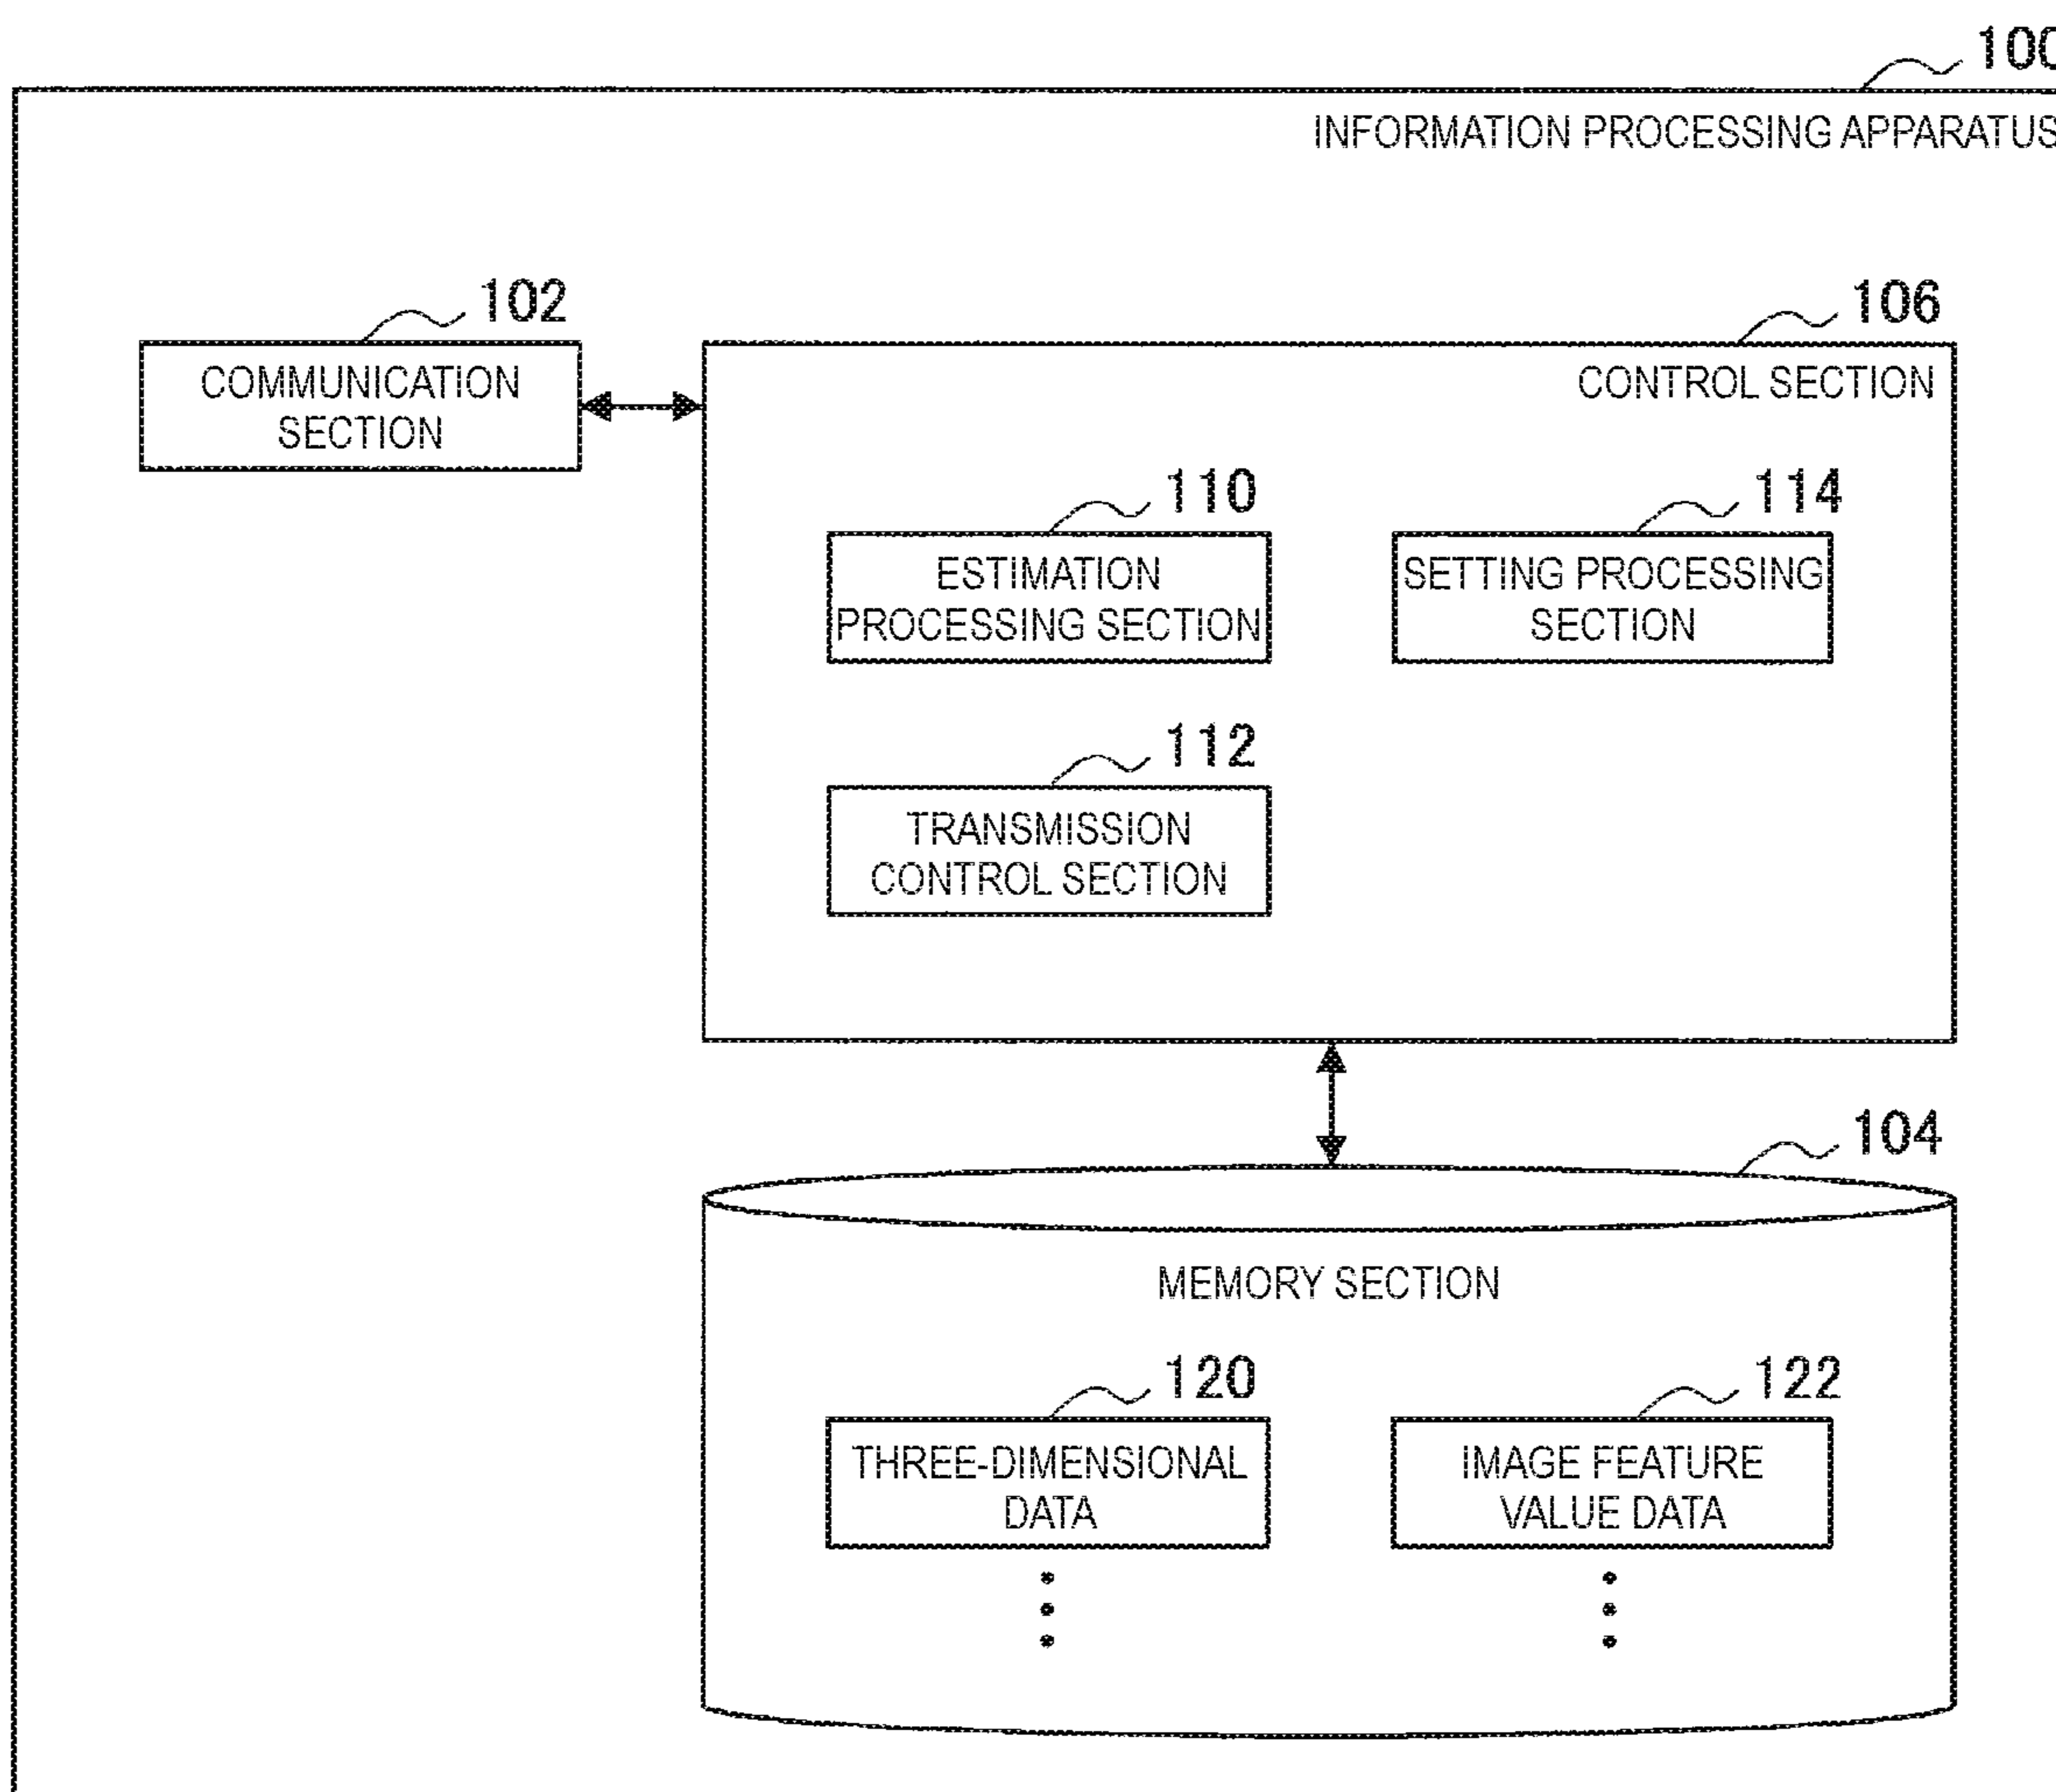 100
INFORMATION PROCESSING APPARATUS
102
106
COMMUNICATION
SECTION
CONTROL SECTION
110
114
ESTIMATION
PROCESSING SECTION
SETTING PROCESSING
SECTION
112
TRANSMISSION
CONTROL SECTION
104
MEMORY SECTION
120
122
THREE-DIMENSIONAL
DATA
IMAGE FEATURE
VALUE DATA